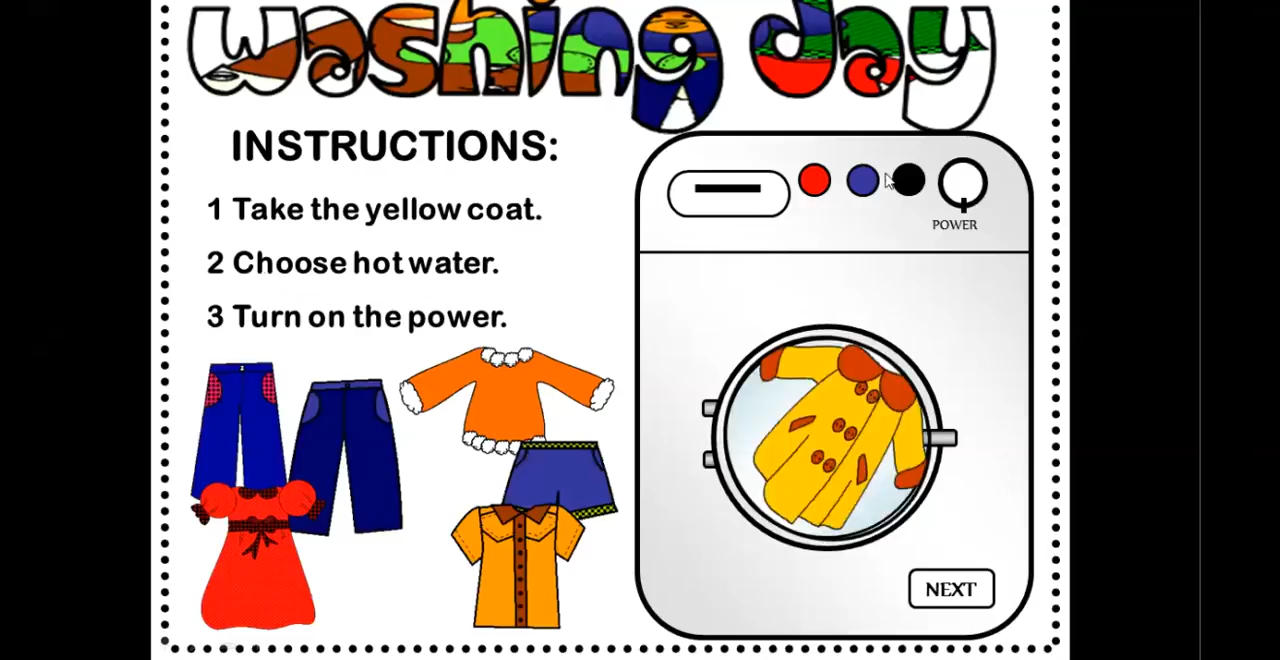 washing day
INSTRUCTIONS:
1 Take the yellow coat.
2 Choose hot water.
3 Turn on the power.
POWER
NEXT